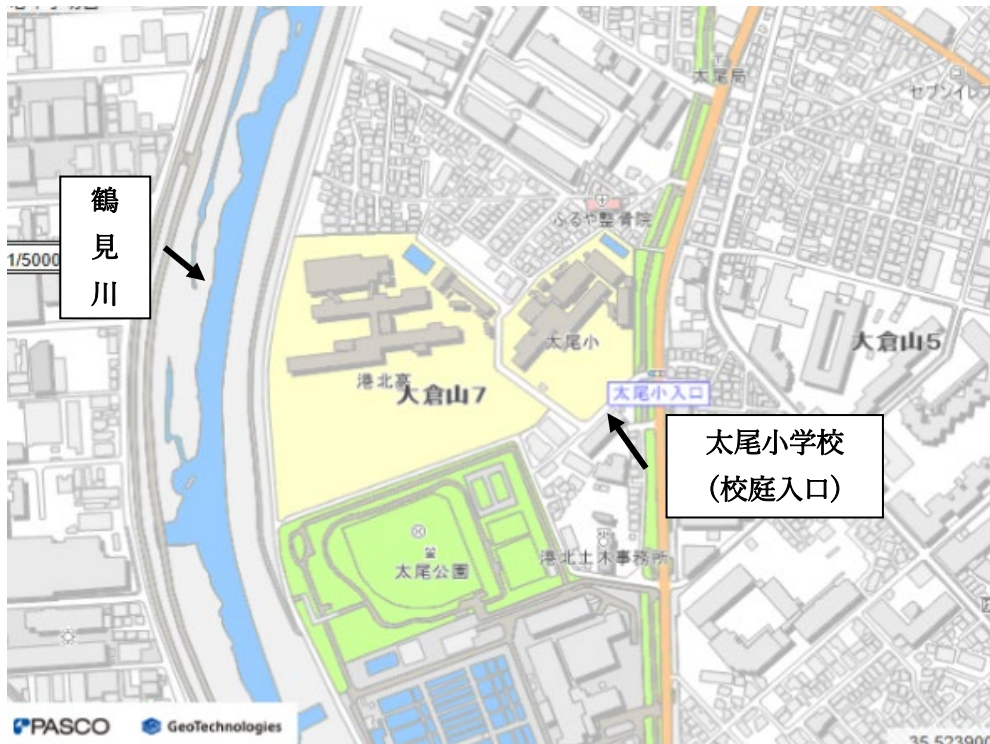 太尾局
セブンイレ
鶴
見
川
ふるや整骨院
1/5000
太尾小
大倉山5
港北高
大倉山7
太尾小入口
太尾小学校
（校庭入口）
太尾公園
港北土木事務所
PASCO
GeoTechnologies
35.523900